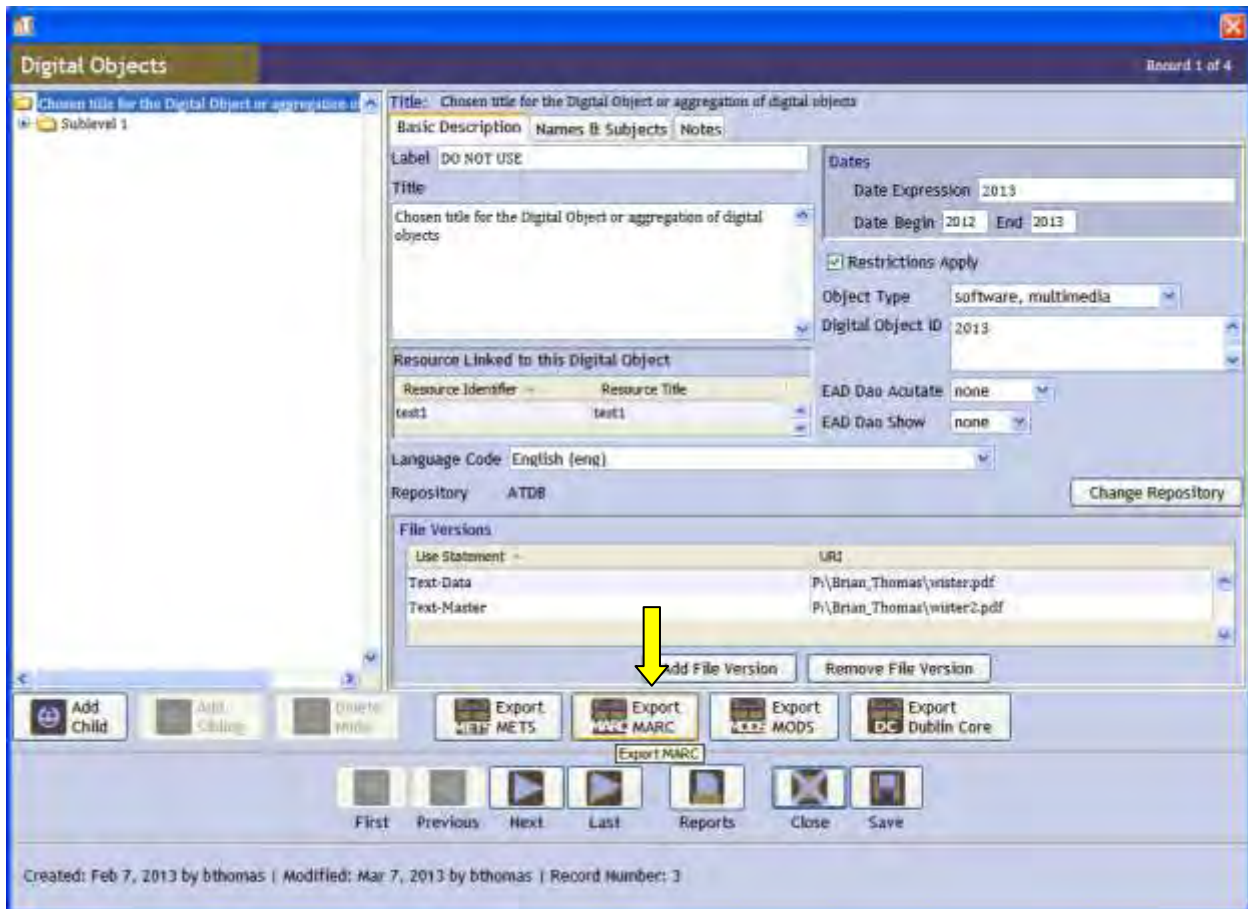 Digital Objects
Record 1 of 4
Chosen title for the Digital Object or aggregation of
Sublevel 1
Title: Chosen title for the Digital Object or aggregation of digital objects
Basic Description Names & Subjects Notes
Label DO NOT USE
Title
Chosen title for the Digital Object or aggregation of digital
objects
Dates
Date Expression 2013
Date Begin 2012 End 2013
Restrictions Apply
Object Type software, multimedia
Digital Object ID 2013
Resource Linked to this Digital Object
Resource Identifier Resource Title
test1 test1
EAD Dao Acutate none
EAD Dao Show none
Language Code English (eng)
Repository ATDB
Change Repository
File Versions
Use Statement URI
Text-Data P:\Brian_Thomas\wister.pdf
Text-Master P:\Brian_Thomas\wister2.pdf
Add File Version Remove File Version
Add
Child
Add
Sibling
Delete
Export
METS
Export
MARC
Export
MODS
DC
Export
Dublin Core
Export MARC
First Previous Next Last Reports Close Save
Created: Feb 7, 2013 by bthomas | Modified: Mar 7, 2013 by bthomas | Record Number: 3